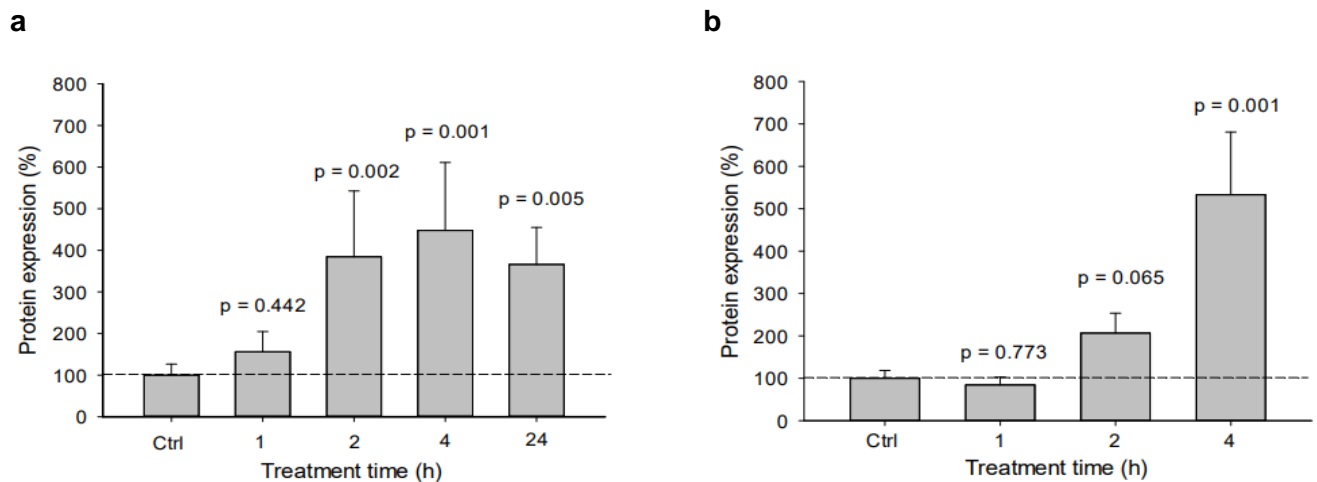 a
800
700
600
500
400
300
200
100
0
Protein expression (%)
p = 0.442
p = 0.002
p = 0.001
p = 0.005
Ctrl 1 2 4 24
Treatment time (h)
b
800
700
600
500
400
300
200
100
0
Protein expression (%)
p = 0.773
p = 0.065
p = 0.001
Ctrl 1 2 4
Treatment time (h)